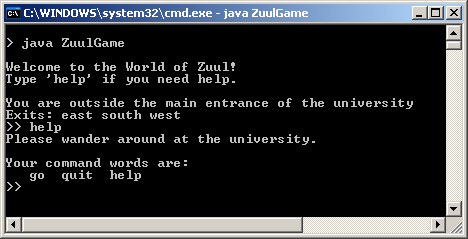 C:\WINDOWS\system32\cmd.exe - java ZuulGame
> java ZuulGame
Welcome to the World of Zuul!
Type 'help' if you need help.
You are outside the main entrance of the university
Exits: east south west
>> help
Please wander around at the university.
Your command words are:
   go  quit  help
>>